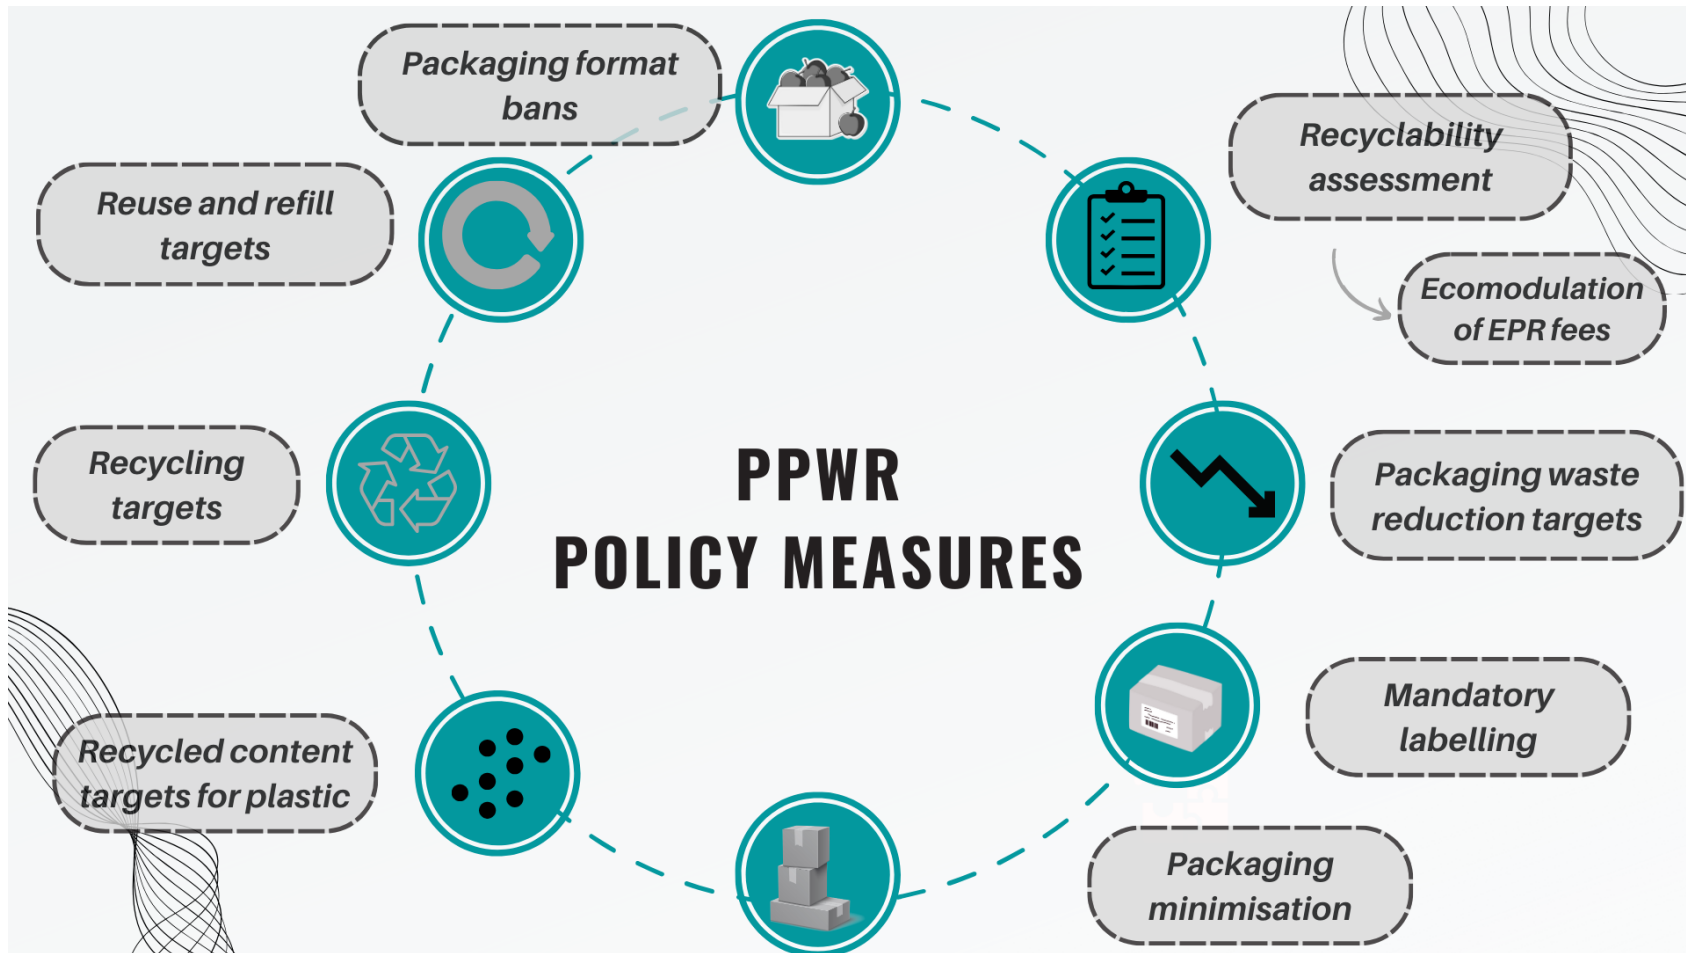 Packaging format
bans
Recyclability
assessment
Ecomodulation
of EPR fees
Reuse and refill
targets
Recycling
targets
PPWR
POLICY MEASURES
Packaging waste
reduction targets
Mandatory
labelling
Recycled content
targets for plastic
Packaging
minimisation